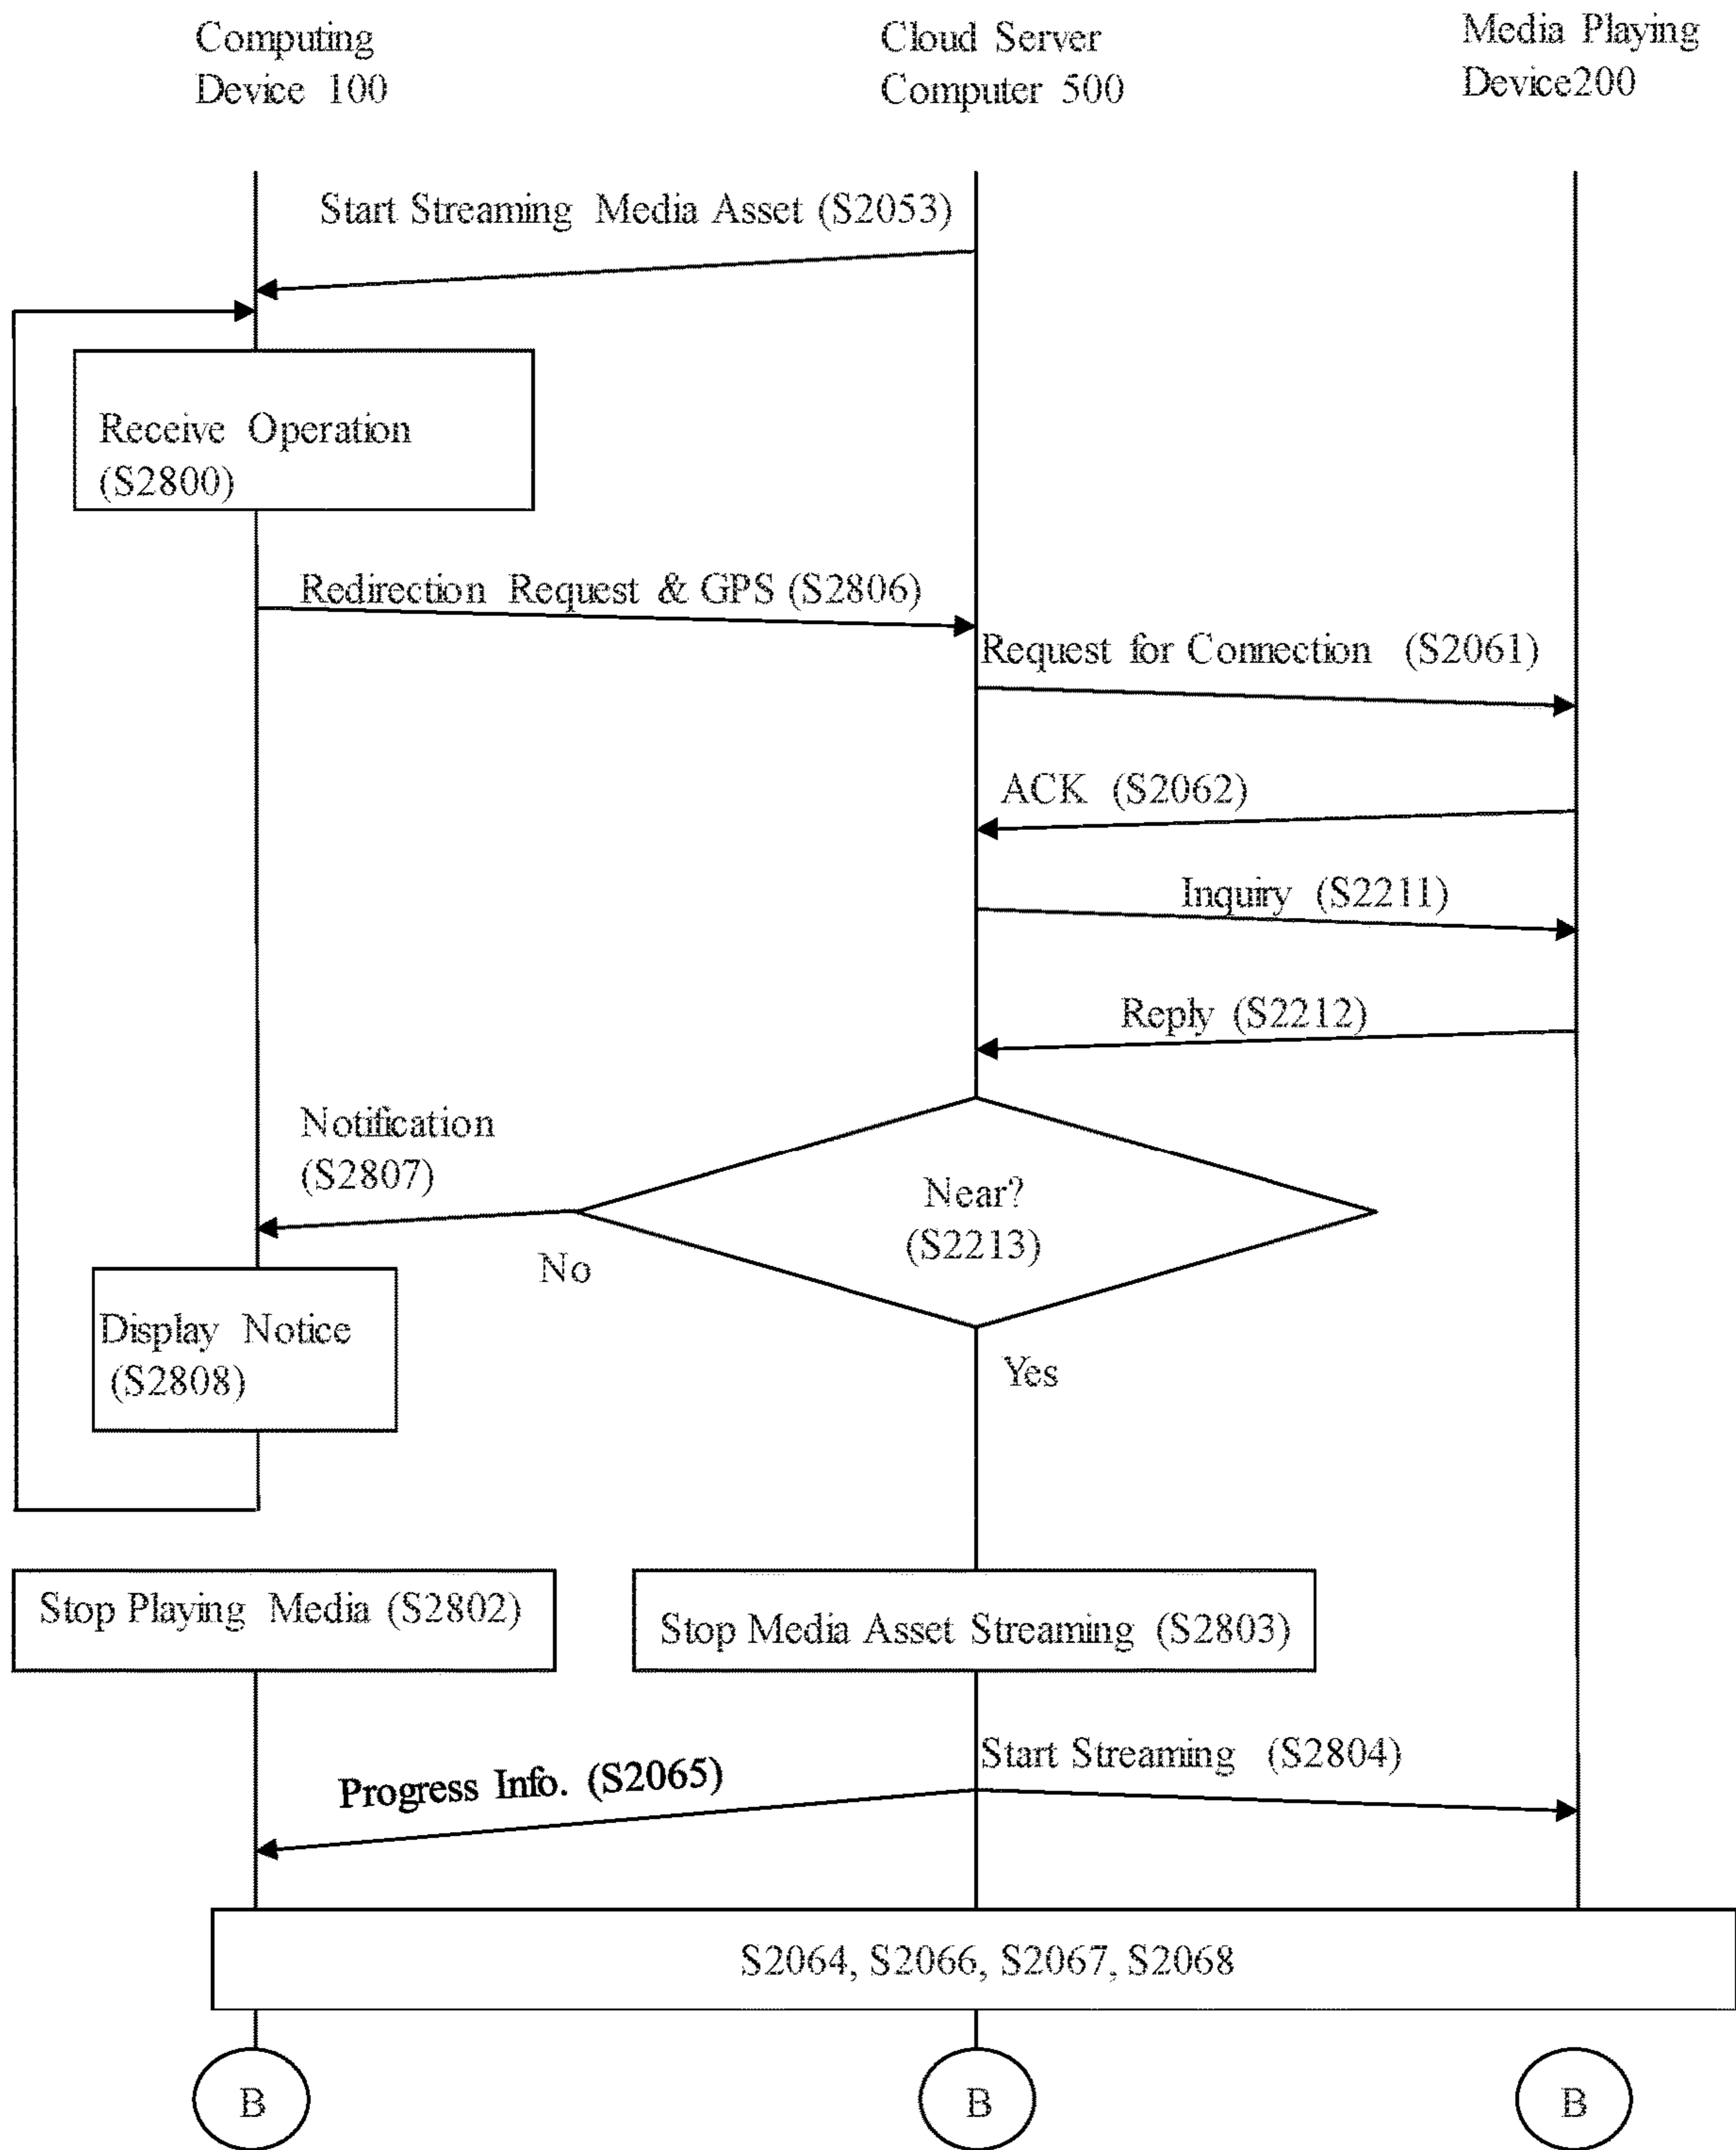 Computing
Device 100
Cloud Server
Computer 500
Media Playing
Device200
Start Streaming Media Asset (S2053)
Receive Operation
(S2800)
Redirection Request & GPS (S2806)
Request for Connection (S2061)
ACK (S2062)
Inquiry (S2211)
Reply (S2212)
Notification
(S2807)
Near?
(S2213)
No
Display Notice
(S2808)
Yes
Stop Playing Media (S2802)
Stop Media Asset Streaming (S2803)
Start Streaming (S2804)
Progress Info. (S2065)
S2064, S2066, S2067, S2068
B
B
B